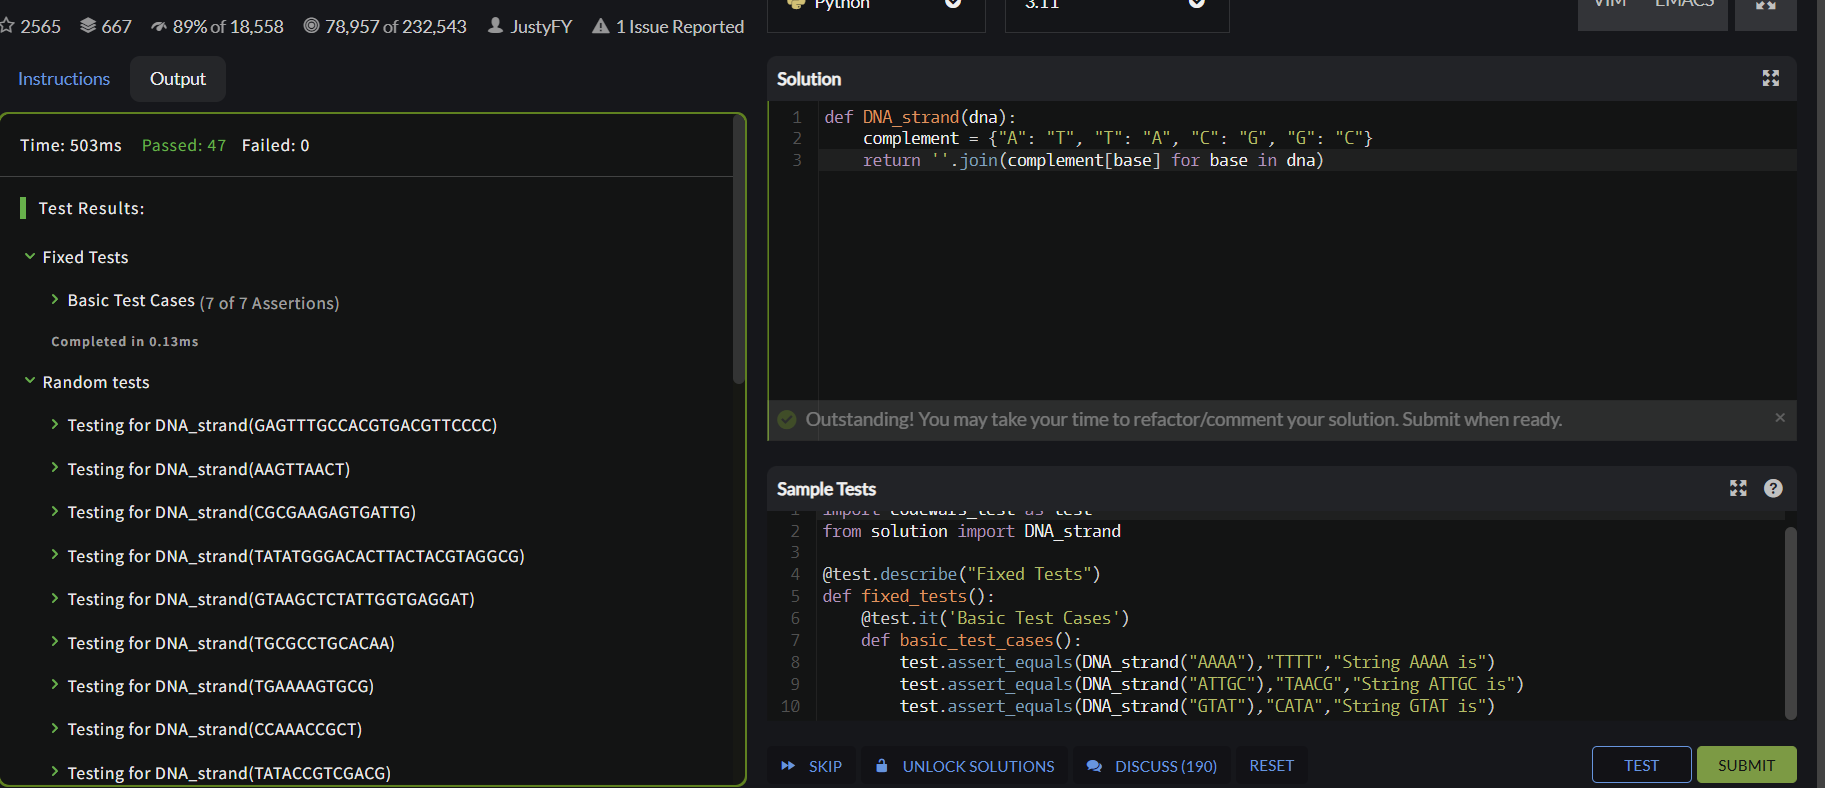 2565 667 89% of 18,558 78,957 of 232,543 JustyFY 1 Issue Reported
Python 3.11 VIM EMACS
Instructions Output
Time: 503ms Passed: 47 Failed: 0
Test Results:
Fixed Tests
Basic Test Cases (7 of 7 Assertions)
Completed in 0.13ms
Random tests
Testing for DNA_strand(GAGTTTGCCACGTGACGTTCCCC)
Testing for DNA_strand(AAGTTAACT)
Testing for DNA_strand(CGCGAAGAGTGATTG)
Testing for DNA_strand(TATATGGGACACTTACTACGTAGGCG)
Testing for DNA_strand(GTAAGCTCTATTGGTGAGGAT)
Testing for DNA_strand(TGCGCCTGCACAA)
Testing for DNA_strand(TGAAAAGTGCG)
Testing for DNA_strand(CCAAACCGCT)
Testing for DNA_strand(TATACCGTCGACG)
Solution
1 def DNA_strand(dna):
2     complement = {"A": "T", "T": "A", "C": "G", "G": "C"}
3     return ''.join(complement[base] for base in dna)
Outstanding! You may take your time to refactor/comment your solution. Submit when ready.
Sample Tests
1 import codewars_test as test
2 from solution import DNA_strand
3
4 @test.describe("Fixed Tests")
5 def fixed_tests():
6     @test.it('Basic Test Cases')
7     def basic_test_cases():
8         test.assert_equals(DNA_strand("AAAA"),"TTTT","String AAAA is")
9         test.assert_equals(DNA_strand("ATTGC"),"TAACG","String ATTGC is")
10         test.assert_equals(DNA_strand("GTAT"),"CATA","String GTAT is")
SKIP UNLOCK SOLUTIONS DISCUSS (190) RESET TEST SUBMIT